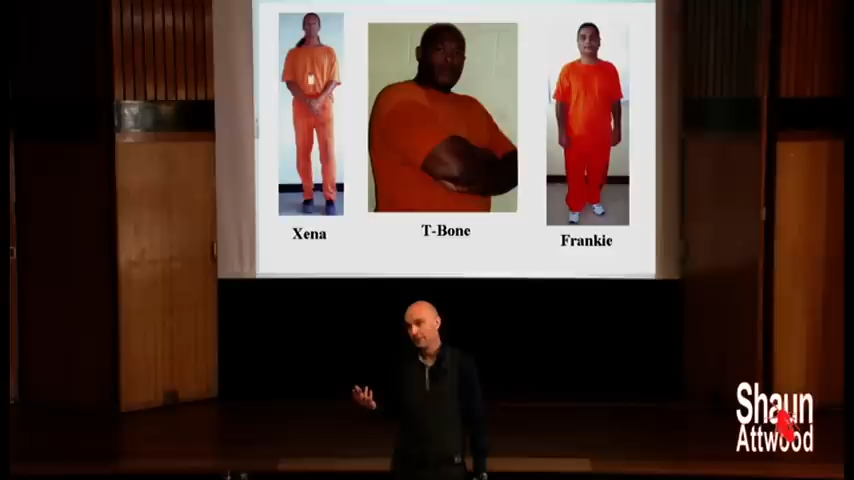 Xena
T-Bone
Frankie
Shaun
Attwood